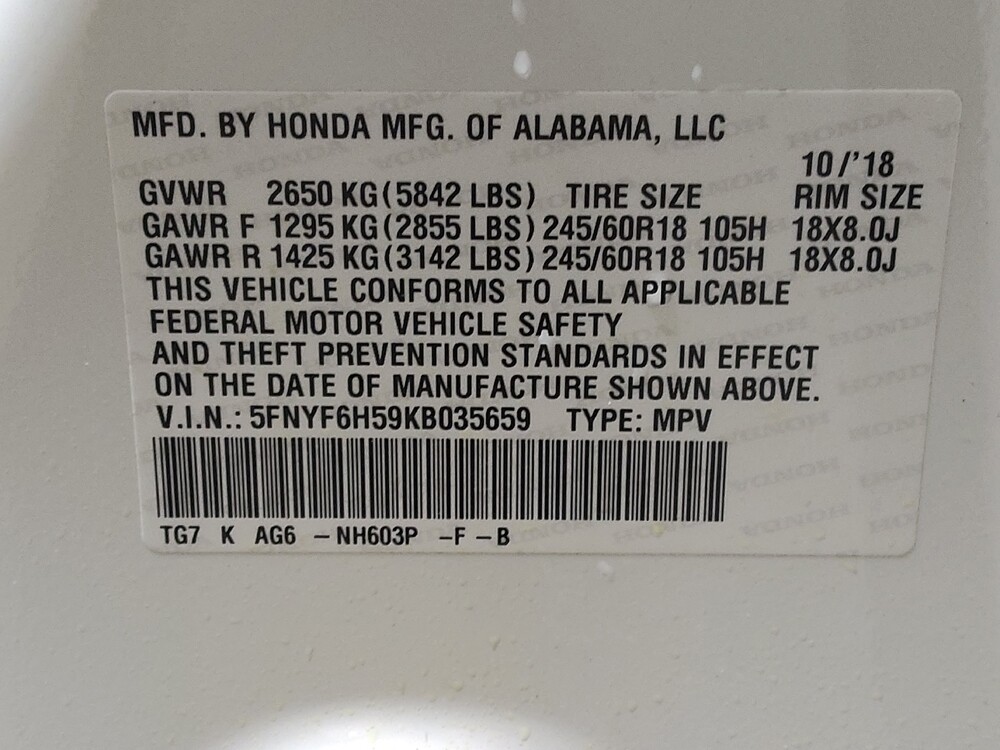 MFD. BY HONDA MFG. OF ALABAMA, LLC
10/'18
GVWR 2650 KG(5842 LBS) TIRE SIZE RIM SIZE
GAWR F 1295 KG(2855 LBS) 245/60R18 105H 18X8.0J
GAWR R 1425 KG(3142 LBS) 245/60R18 105H 18X8.0J
THIS VEHICLE CONFORMS TO ALL APPLICABLE
FEDERAL MOTOR VEHICLE SAFETY
AND THEFT PREVENTION STANDARDS IN EFFECT
ON THE DATE OF MANUFACTURE SHOWN ABOVE.
V.I.N.: 5FNYF6H59KB035659 TYPE: MPV
TG7 K AG6 -NH603P -F -B